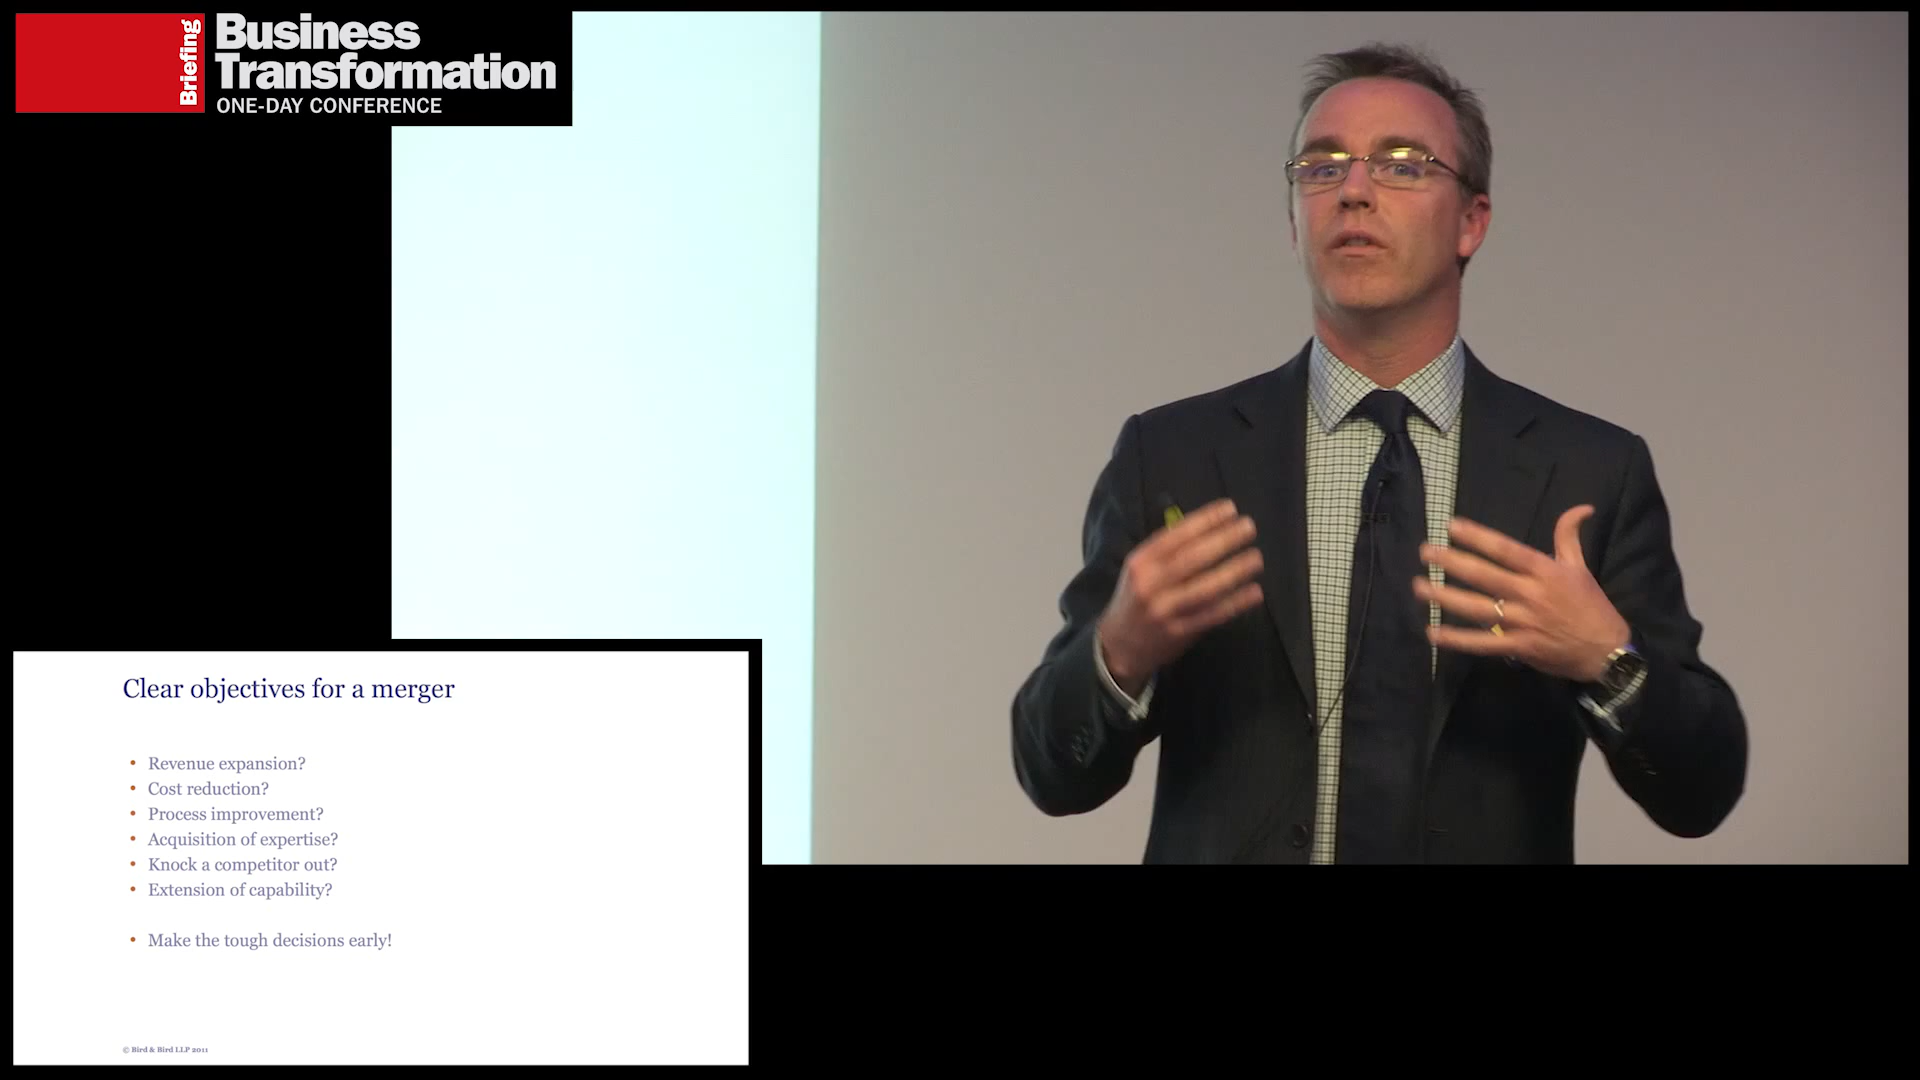 Briefing
Business
Transformation
ONE-DAY CONFERENCE
Clear objectives for a merger
• Revenue expansion?
• Cost reduction?
• Process improvement?
• Acquisition of expertise?
• Knock a competitor out?
• Extension of capability?
• Make the tough decisions early!
© Bird & Bird LLP 2011